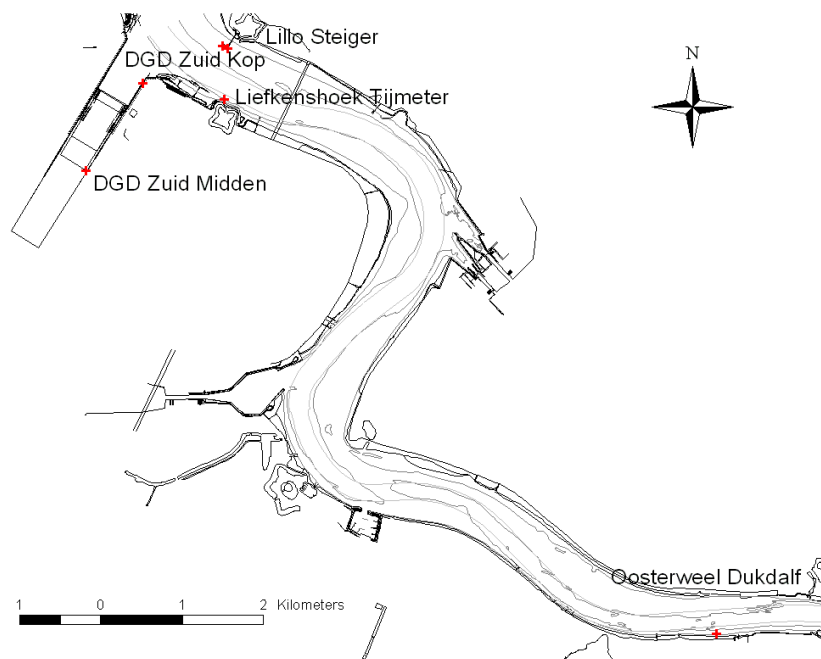 Lillo Steiger
N
DGD Zuid Kop
Liefkenshoek Tijmeter
DGD Zuid Midden
Oosterweel Dukdalf
1 0 1 2 Kilometers